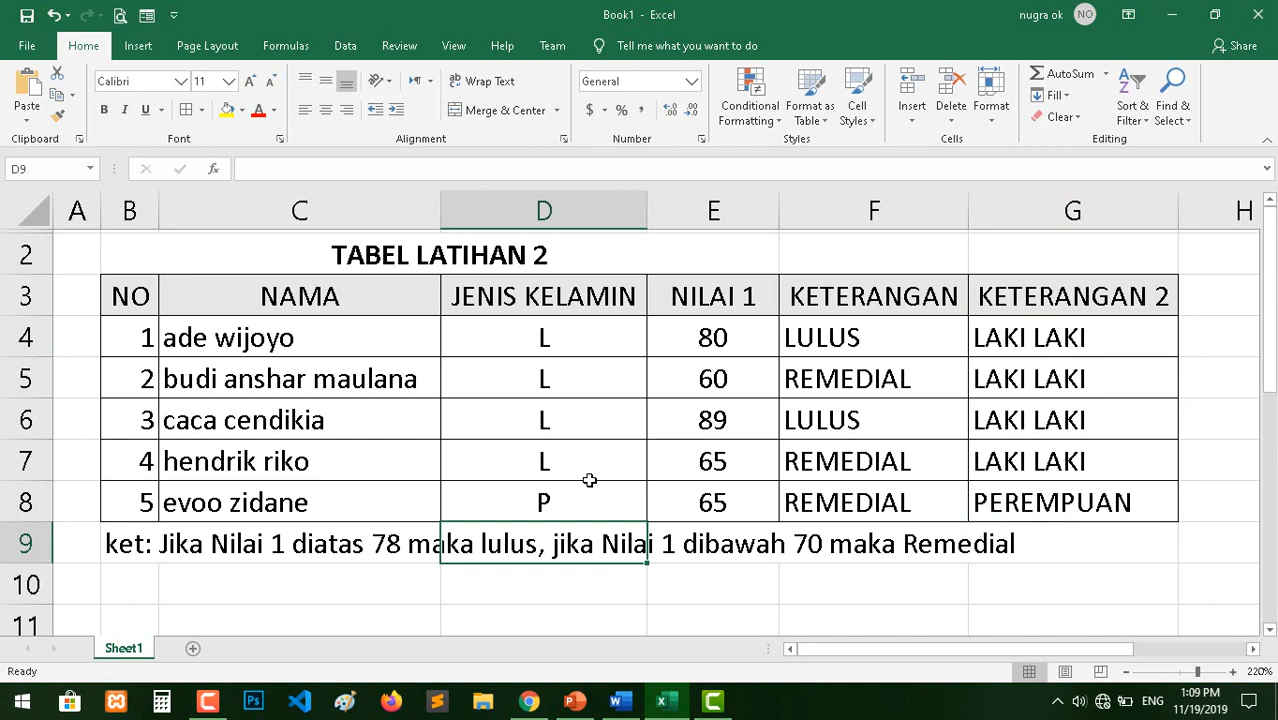 Book1 - Excel
nugra ok
NO
File Home Insert Page Layout Formulas Data Review View Help Team Tell me what you want to do Share
Paste
Calibri 11
B I U A
Wrap Text
Merge & Center
General
$ % ,
Conditional Formatting
Format as Table
Cell Styles
Insert
Delete
Format
AutoSum
Fill
Clear
Sort & Filter
Find & Select
Clipboard Font Alignment Number Styles Cells Editing
D9 fx
A B C D E F G H
2 TABEL LATIHAN 2
3 NO NAMA JENIS KELAMIN NILAI 1 KETERANGAN KETERANGAN 2
4 1 ade wijoyo L 80 LULUS LAKI LAKI
5 2 budi anshar maulana L 60 REMEDIAL LAKI LAKI
6 3 caca cendikia L 89 LULUS LAKI LAKI
7 4 hendrik riko L 65 REMEDIAL LAKI LAKI
8 5 evoo zidane P 65 REMEDIAL PEREMPUAN
9 ket: Jika Nilai 1 diatas 78 maka lulus, jika Nilai 1 dibawah 70 maka Remedial
10
11
Sheet1
Ready
220%
ENG
1:09 PM
11/19/2019